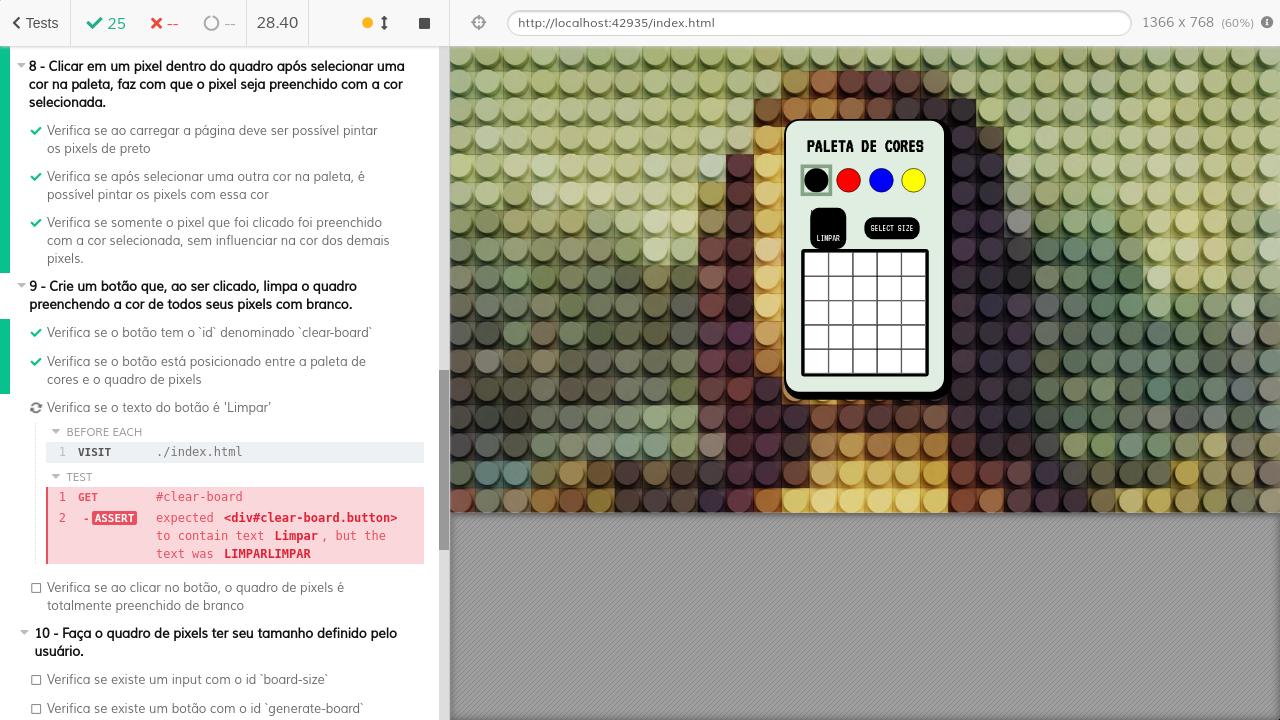 Tests
25
--
--
28.40
http://localhost:42935/index.html
1366 x 768 (60%)
8 - Clicar em um pixel dentro do quadro após selecionar uma
cor na paleta, faz com que o pixel seja preenchido com a cor
selecionada.
Verifica se ao carregar a página deve ser possível pintar
os pixels de preto
Verifica se após selecionar uma outra cor na paleta, é
possível pintar os pixels com essa cor
Verifica se somente o pixel que foi clicado foi preenchido
com a cor selecionada, sem influenciar na cor dos demais
pixels.
9 - Crie um botão que, ao ser clicado, limpa o quadro
preenchendo a cor de todos seus pixels com branco.
Verifica se o botão tem o `id` denominado `clear-board`
Verifica se o botão está posicionado entre a paleta de
cores e o quadro de pixels
Verifica se o texto do botão é 'Limpar'
BEFORE EACH
1 VISIT ./index.html
TEST
1 GET #clear-board
2 -ASSERT expected <div#clear-board.button>
to contain text Limpar, but the
text was LIMPARLIMPAR
Verifica se ao clicar no botão, o quadro de pixels é
totalmente preenchido de branco
10 - Faça o quadro de pixels ter seu tamanho definido pelo
usuário.
Verifica se existe um input com o id `board-size`
Verifica se existe um botão com o id `generate-board`
PALETA DE CORES
LIMPAR
SELECT SIZE